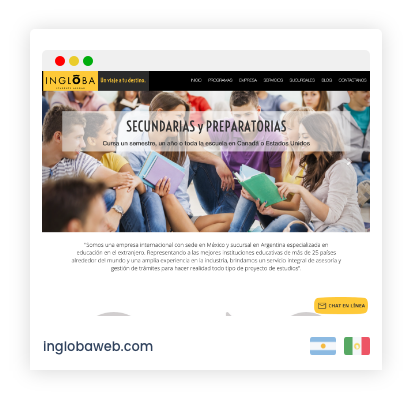 INGLŌBA
Un viaje a tu destino.
INICIO PROGRAMAS EMPRESA SERVICIOS SUCURSALES BLOG CONTACTANOS
SECUNDARIAS y PREPARATORIAS
Cursa un semestre, un año o toda la escuela en Canadá o Estados Unidos
"Somos una empresa internacional con sede en México y sucursal en Argentina especializada en
educación en el extranjero. Representando a las mejores instituciones educativas de más de 25 países
alrededor del mundo y una amplia experiencia en la industria, brindamos un servicio integral de asesoría y
gestión de trámites para hacer realidad todo tipo de proyecto de estudios".
CHAT EN LÍNEA
inglobaweb.com